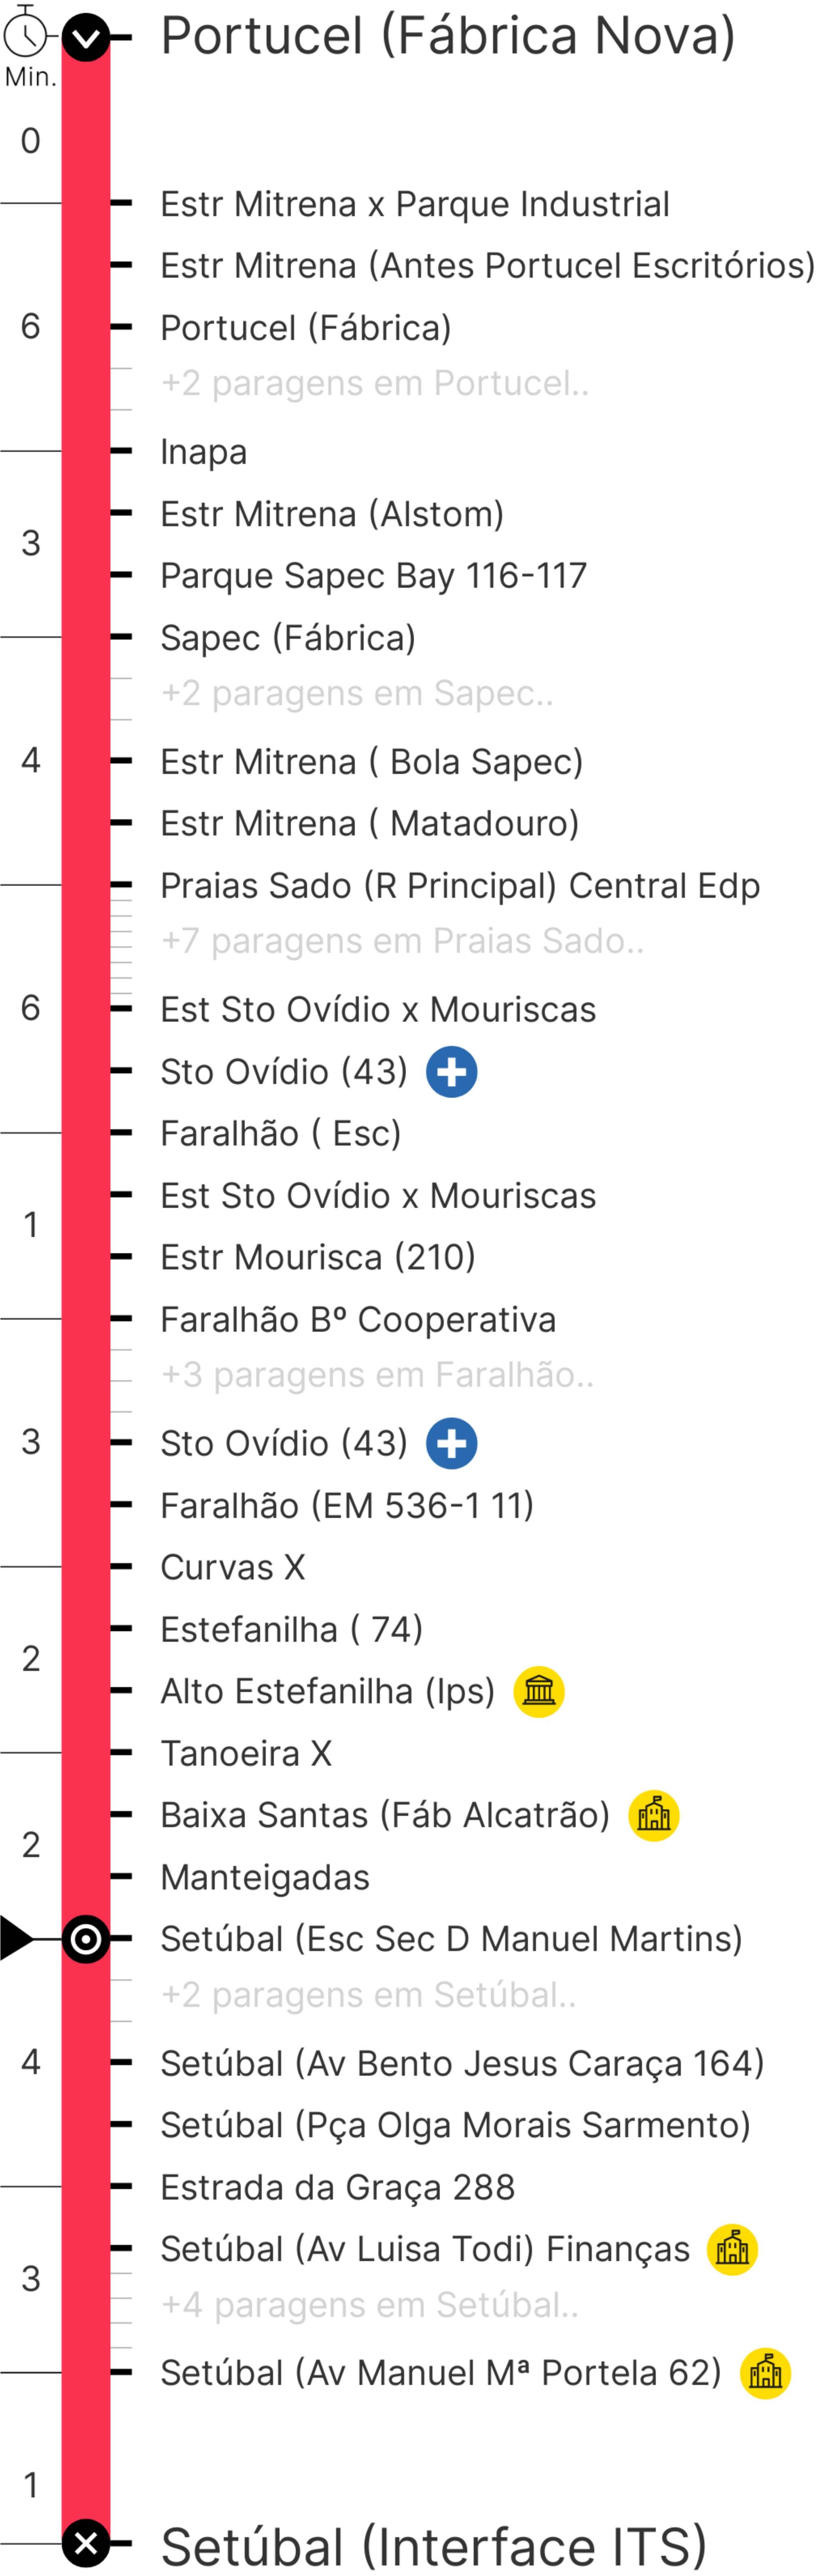 Portucel (Fábrica Nova)
Min.
0
Estr Mitrena x Parque Industrial
Estr Mitrena (Antes Portucel Escritórios)
6
Portucel (Fábrica)
+2 paragens em Portucel..
Inapa
Estr Mitrena (Alstom)
3
Parque Sapec Bay 116-117
Sapec (Fábrica)
+2 paragens em Sapec..
4
Estr Mitrena ( Bola Sapec)
Estr Mitrena ( Matadouro)
Praias Sado (R Principal) Central Edp
+7 paragens em Praias Sado..
6
Est Sto Ovídio x Mouriscas
Sto Ovídio (43)
Faralhão ( Esc)
Est Sto Ovídio x Mouriscas
1
Estr Mourisca (210)
Faralhão Bº Cooperativa
+3 paragens em Faralhão..
3
Sto Ovídio (43)
Faralhão (EM 536-1 11)
Curvas X
Estefanilha ( 74)
2
Alto Estefanilha (Ips)
Tanoeira X
Baixa Santas (Fáb Alcatrão)
2
Manteigadas
Setúbal (Esc Sec D Manuel Martins)
+2 paragens em Setúbal..
4
Setúbal (Av Bento Jesus Caraça 164)
Setúbal (Pça Olga Morais Sarmento)
Estrada da Graça 288
Setúbal (Av Luisa Todi) Finanças
3
+4 paragens em Setúbal..
Setúbal (Av Manuel Mª Portela 62)
1
Setúbal (Interface ITS)